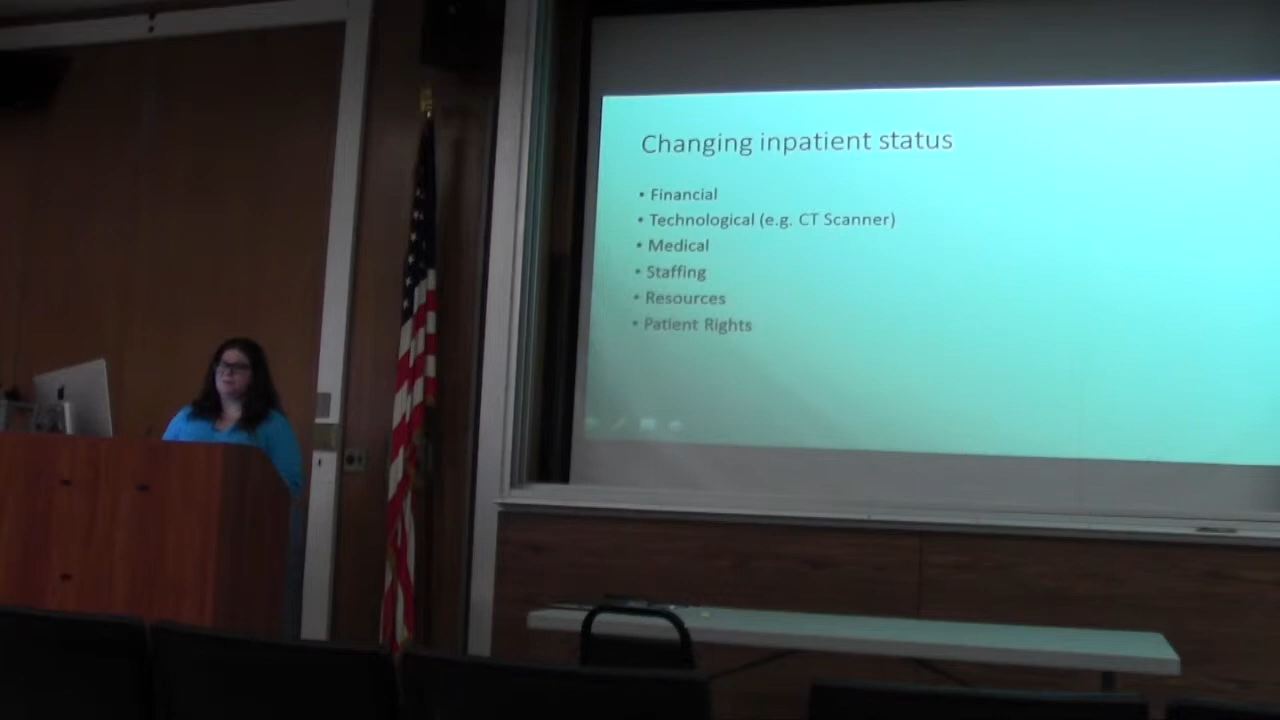 Changing inpatient status
• Financial
• Technological (e.g. CT Scanner)
• Medical
• Staffing
• Resources
• Patient Rights